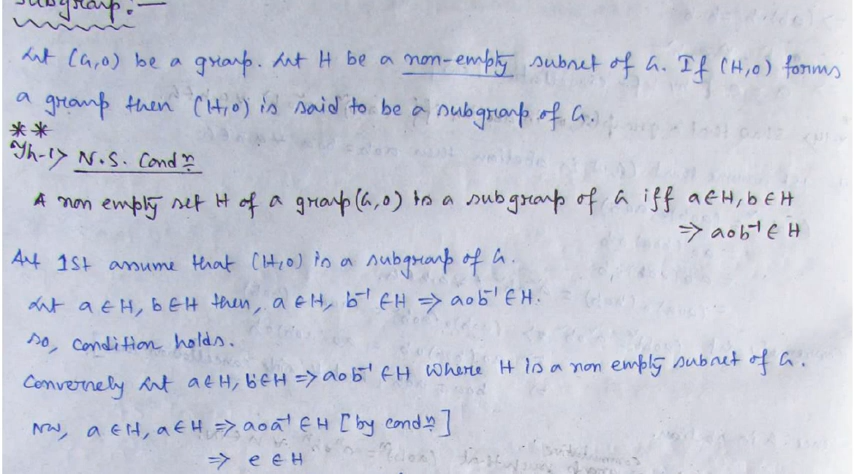 Subgroup:—
Let (G,o) be a group. Let H be a non-empty subset of G. If (H,o) forms
a group then (H,o) is said to be a subgroup of G.
**
Th-1> N.S. Condn
A non empty set H of a group (G,o) is a subgroup of G iff a∈H, b∈H
⇒ aob⁻¹ ∈ H
At 1st assume that (H,o) is a subgroup of G.
Let a∈H, b∈H then, a∈H, b⁻¹∈H ⇒ aob⁻¹∈H.
so, condition holds.
Conversely let a∈H, b∈H ⇒ aob⁻¹∈H where H is a non empty subset of G.
Now, a∈H, a∈H ⇒ aoa⁻¹∈H [by condn]
⇒ e∈H